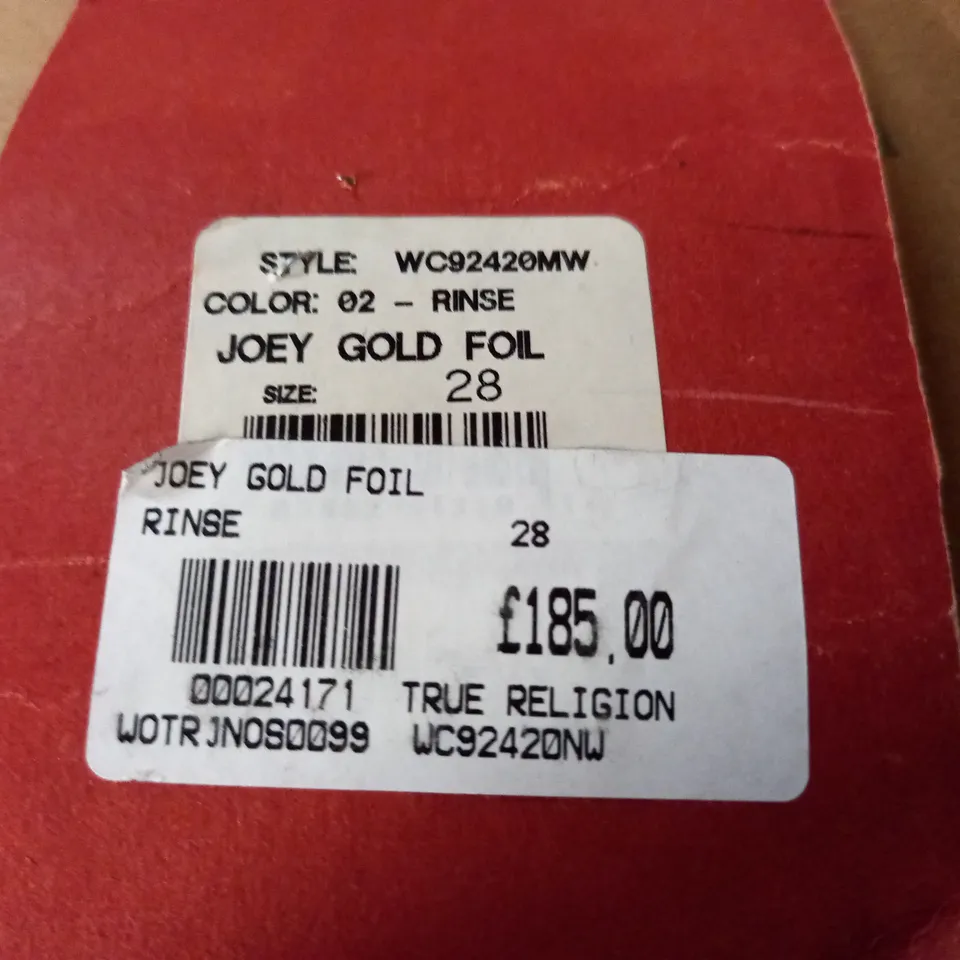 STYLE: WC92420MW
COLOR: 02 - RINSE
JOEY GOLD FOIL
SIZE: 28
JOEY GOLD FOIL
RINSE 28
£185.00
00024171 TRUE RELIGION
WOTRJNOS0099 WC92420NW